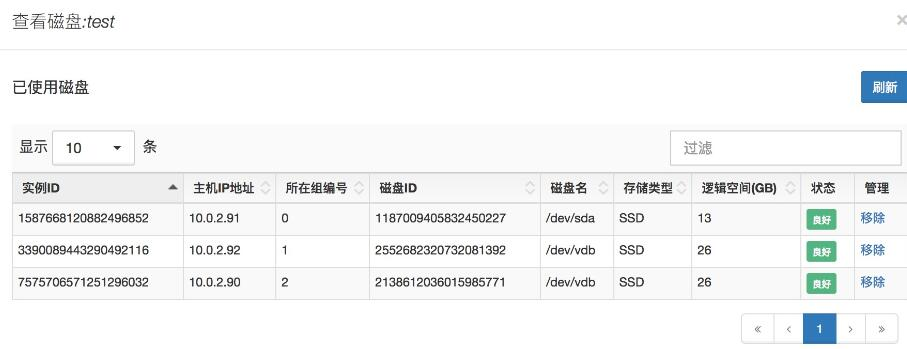 查看磁盘:test ×
已使用磁盘 刷新
显示 10 条 过滤
实例ID 主机IP地址 所在组编号 磁盘ID 磁盘名 存储类型 逻辑空间(GB) 状态 管理
1587668120882496852 10.0.2.91 0 1187009405832450227 /dev/sda SSD 13 良好 移除
3390089443290492116 10.0.2.92 1 2552682320732081392 /dev/vdb SSD 26 良好 移除
7575706571251296032 10.0.2.90 2 2138612036015985771 /dev/vdb SSD 26 良好 移除
« ‹ 1 › »